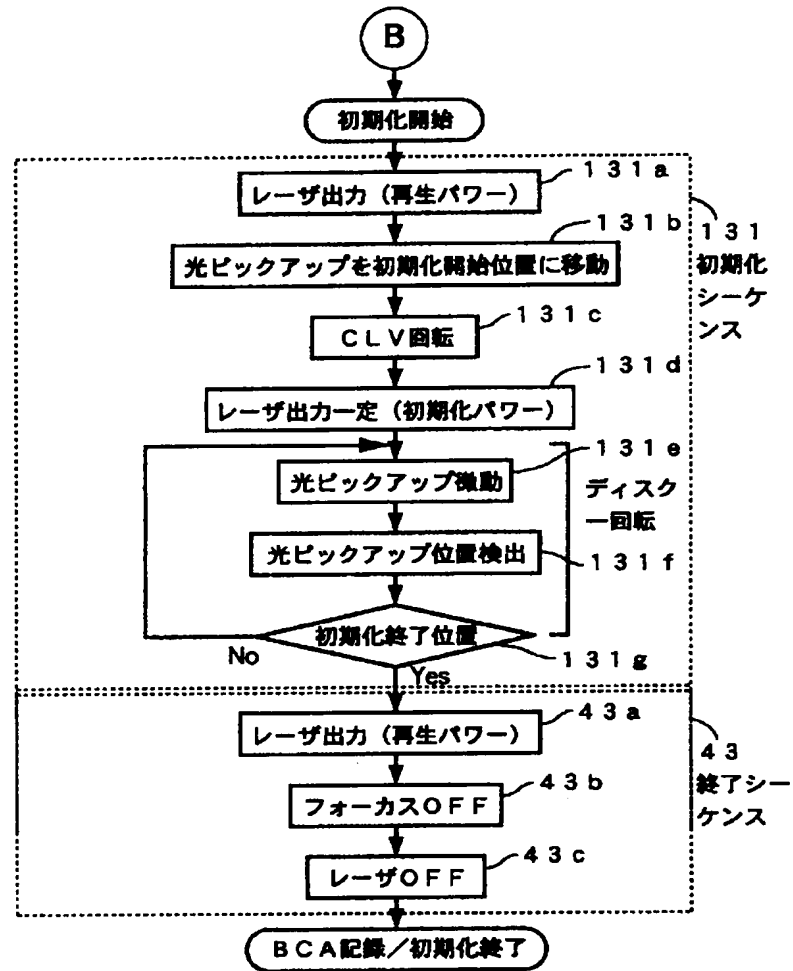 B
初期化開始
レーザ出力（再生パワー）
131a
光ピックアップを初期化開始位置に移動
131b
131
初期化
シーケ
ンス
CLV回転
131c
レーザ出力一定（初期化パワー）
131d
光ピックアップ微動
131e
ディスク
一回転
光ピックアップ位置検出
131f
初期化終了位置
131g
No
Yes
レーザ出力（再生パワー）
43a
43
終了シー
ケンス
フォーカスOFF
43b
レーザOFF
43c
BCA記録／初期化終了